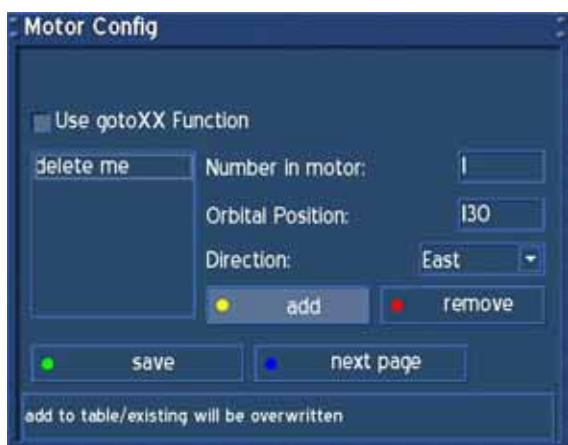 Motor Config
Use gotoXX Function
delete me
Number in motor: 1
Orbital Position: 130
Direction: East
add
remove
save
next page
add to table/existing will be overwritten